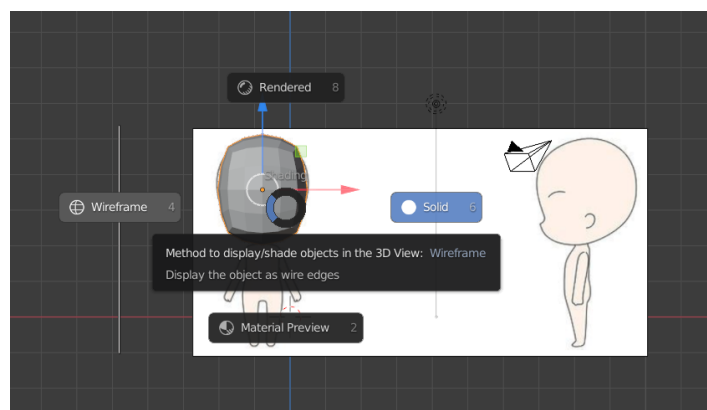 Rendered 8
Shading
Wireframe 4
Solid 6
Method to display/shade objects in the 3D View: Wireframe
Display the object as wire edges
Material Preview 2